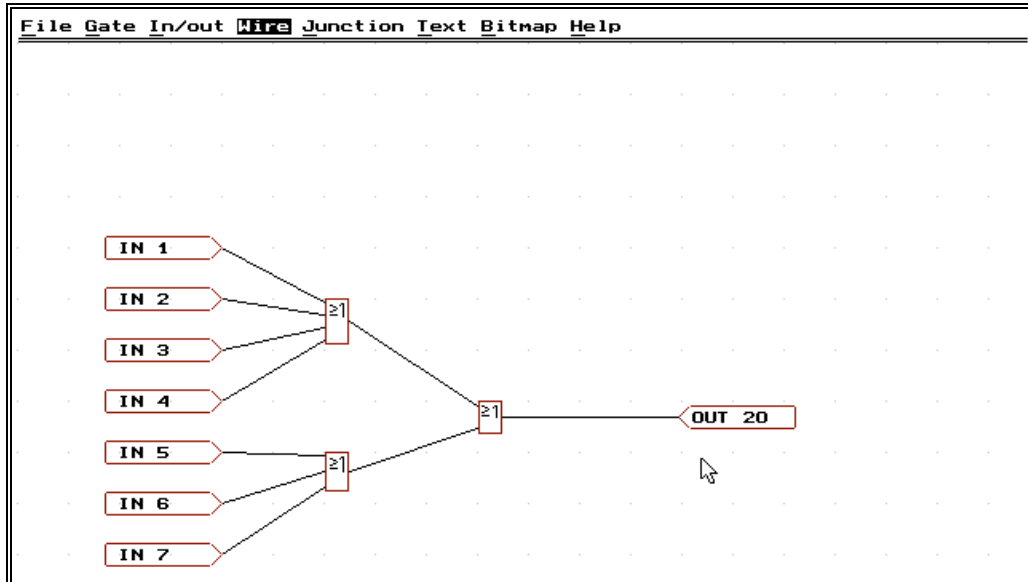 File Gate In/out Wire Junction Text Bitmap Help
IN 1
IN 2
≥1
IN 3
IN 4
≥1
OUT 20
IN 5
≥1
IN 6
IN 7